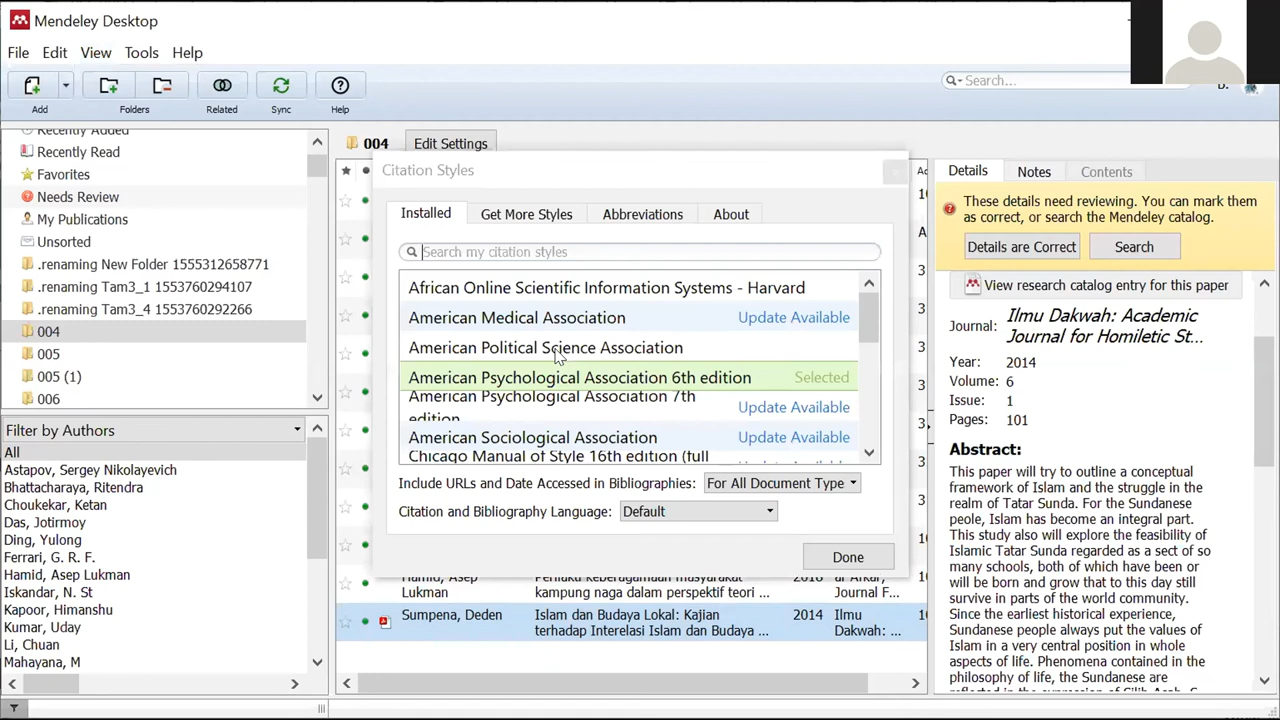 Mendeley Desktop
File Edit View Tools Help
Search...
Add Folders Related Sync Help
Recently Added
Recently Read
Favorites
Needs Review
My Publications
Unsorted
.renaming New Folder 1555312658771
.renaming Tam3_1 1553760294107
.renaming Tam3_4 1553760292266
004
005
005 (1)
006
Filter by Authors
All
Astapov, Sergey Nikolayevich
Bhattacharaya, Ritendra
Choukekar, Ketan
Das, Jotirmoy
Ding, Yulong
Ferrari, G. R. F.
Hamid, Asep Lukman
Iskandar, N. St
Kapoor, Himanshu
Kumar, Uday
Li, Chuan
Mahayana, M
004 Edit Settings
Citation Styles
Installed Get More Styles Abbreviations About
Search my citation styles
African Online Scientific Information Systems - Harvard
American Medical Association Update Available
American Political Science Association
American Psychological Association 6th edition Selected
American Psychological Association 7th
edition Update Available
American Sociological Association Update Available
Chicago Manual of Style 16th edition (full
Include URLs and Date Accessed in Bibliographies: For All Document Type
Citation and Bibliography Language: Default
Done
Hamid, Asep
Lukman
Perilaku keberagamaan masyarakat
kampung naga dalam perspektif teori ...
2018
al Afkar,
Journal F...
Sumpena, Deden
Islam dan Budaya Lokal: Kajian
terhadap Interelasi Islam dan Budaya ...
2014
Ilmu
Dakwah: ...
Details Notes Contents
These details need reviewing. You can mark them
as correct, or search the Mendeley catalog.
Details are Correct Search
View research catalog entry for this paper
Journal: Ilmu Dakwah: Academic
Journal for Homiletic St...
Year: 2014
Volume: 6
Issue: 1
Pages: 101
Abstract:
This paper will try to outline a conceptual
framework of Islam and the struggle in the
realm of Tatar Sunda. For the Sundanese
peole, Islam has become an integral part.
This study also will explore the feasibility of
Islamic Tatar Sunda regarded as a sect of so
many schools, both of which have been or
will be born and grow that to this day still
survive in parts of the world community.
Since the earliest historical experience,
Sundanese people always put the values of
Islam in a very central position in whole
aspects of life. Phenomena contained in the
philosophy of life, the Sundanese are